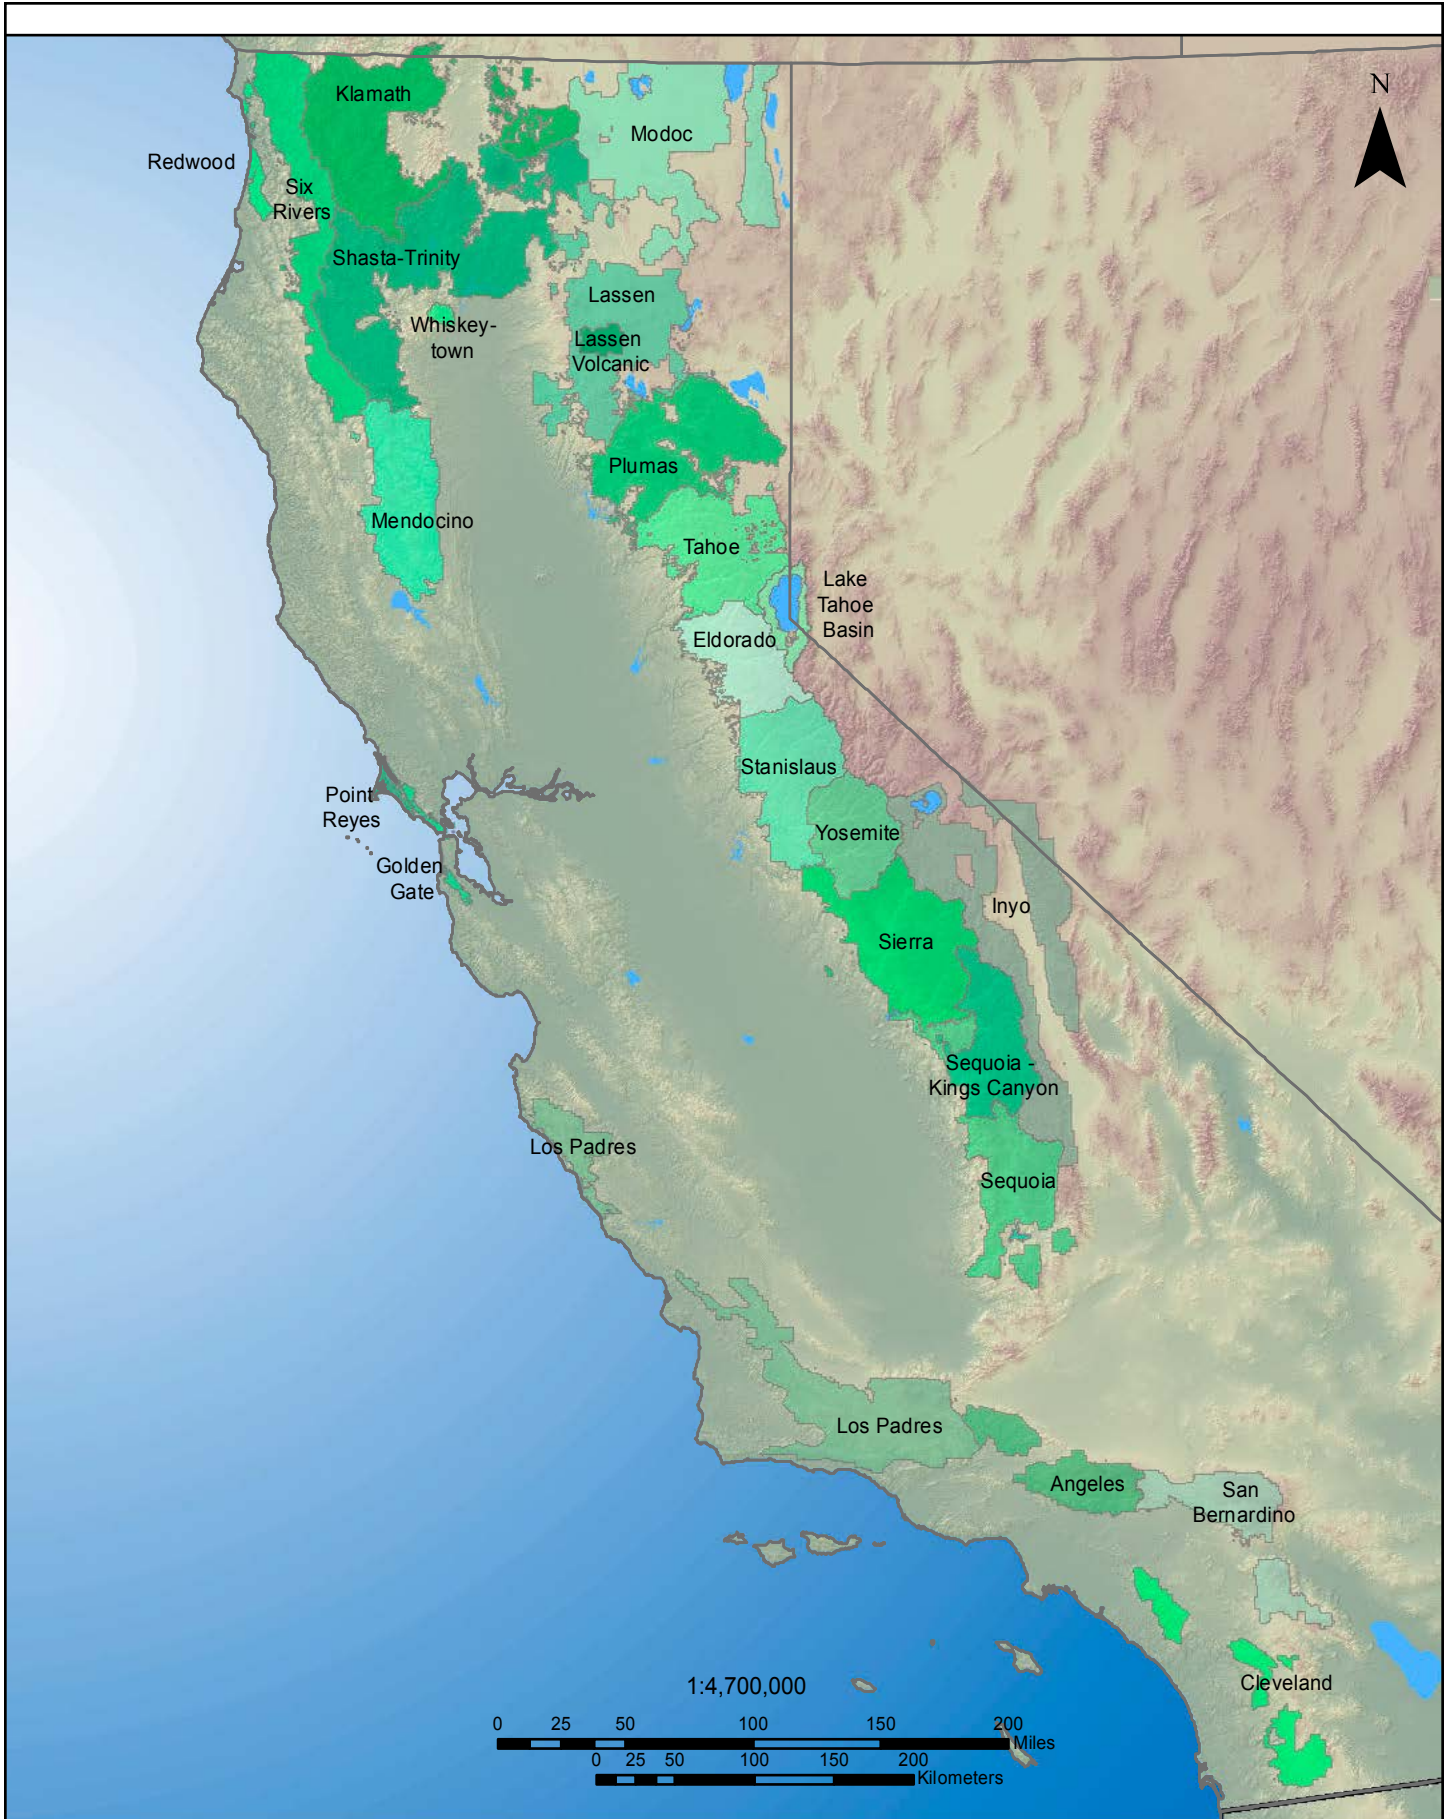 N
Klamath
Modoc
Redwood
Six
Rivers
Shasta-Trinity
Lassen
Whiskey-
town
Lassen
Volcanic
Plumas
Mendocino
Tahoe
Lake
Tahoe
Basin
Eldorado
Stanislaus
Point
Reyes
Yosemite
Golden
Gate
Inyo
Sierra
Sequoia -
Kings Canyon
Los Padres
Sequoia
Los Padres
Angeles
San
Bernardino
Cleveland
1:4,700,000
0 25 50 100 150 200
Miles
0 25 50 100 150 200
Kilometers